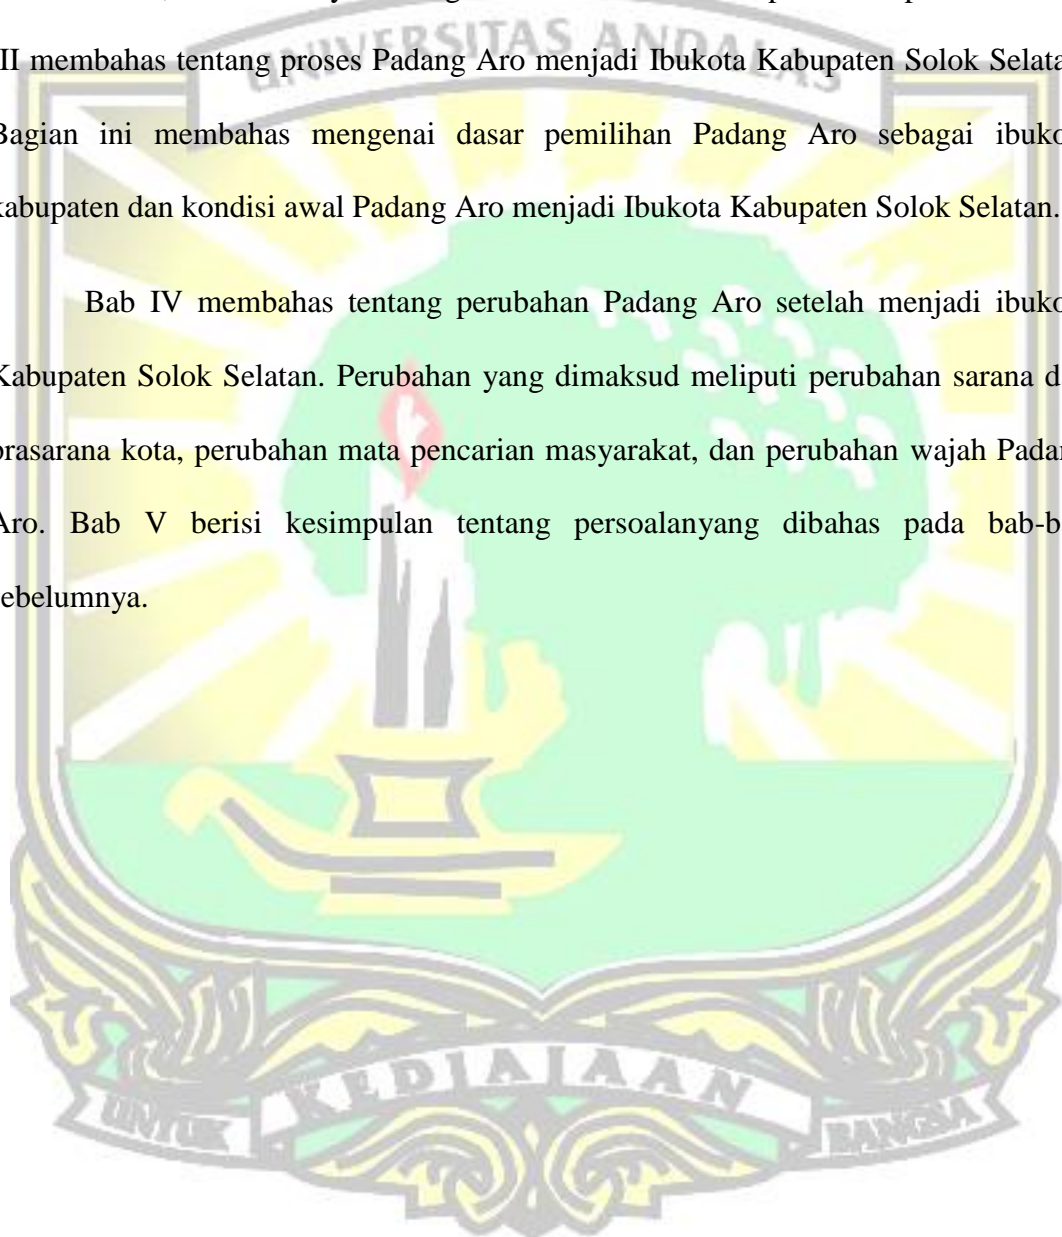 UNIVERSITAS ANDALAS
II membahas tentang proses Padang Aro menjadi Ibukota Kabupaten Solok Selata
Bagian ini membahas mengenai dasar pemilihan Padang Aro sebagai ibuko
kabupaten dan kondisi awal Padang Aro menjadi Ibukota Kabupaten Solok Selatan.
Bab IV membahas tentang perubahan Padang Aro setelah menjadi ibuko
Kabupaten Solok Selatan. Perubahan yang dimaksud meliputi perubahan sarana d
prasarana kota, perubahan mata pencarian masyarakat, dan perubahan wajah Padan
Aro. Bab V berisi kesimpulan tentang persoalanyang dibahas pada bab-b
sebelumnya.
UNTUK KEDJAJAAN BANGSA